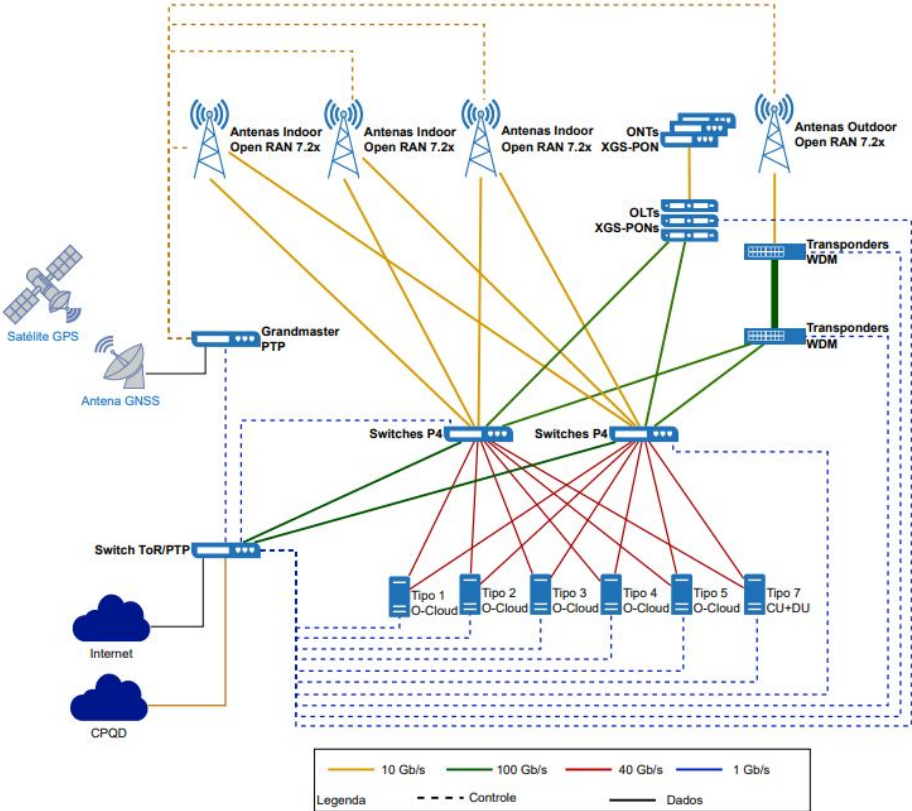 Antenas Indoor
Open RAN 7.2x
Antenas Indoor
Open RAN 7.2x
Antenas Indoor
Open RAN 7.2x
ONTs
XGS-PON
Antenas Outdoor
Open RAN 7.2x
OLTs
XGS-PONs
Transponders
WDM
Satélite GPS
Grandmaster
PTP
Transponders
WDM
Antena GNSS
Switches P4
Switches P4
Switch ToR/PTP
Tipo 1
O-Cloud
Tipo 2
O-Cloud
Tipo 3
O-Cloud
Tipo 4
O-Cloud
Tipo 5
O-Cloud
Tipo 7
CU+DU
Internet
CPQD
10 Gb/s
100 Gb/s
40 Gb/s
1 Gb/s
Legenda
Controle
Dados